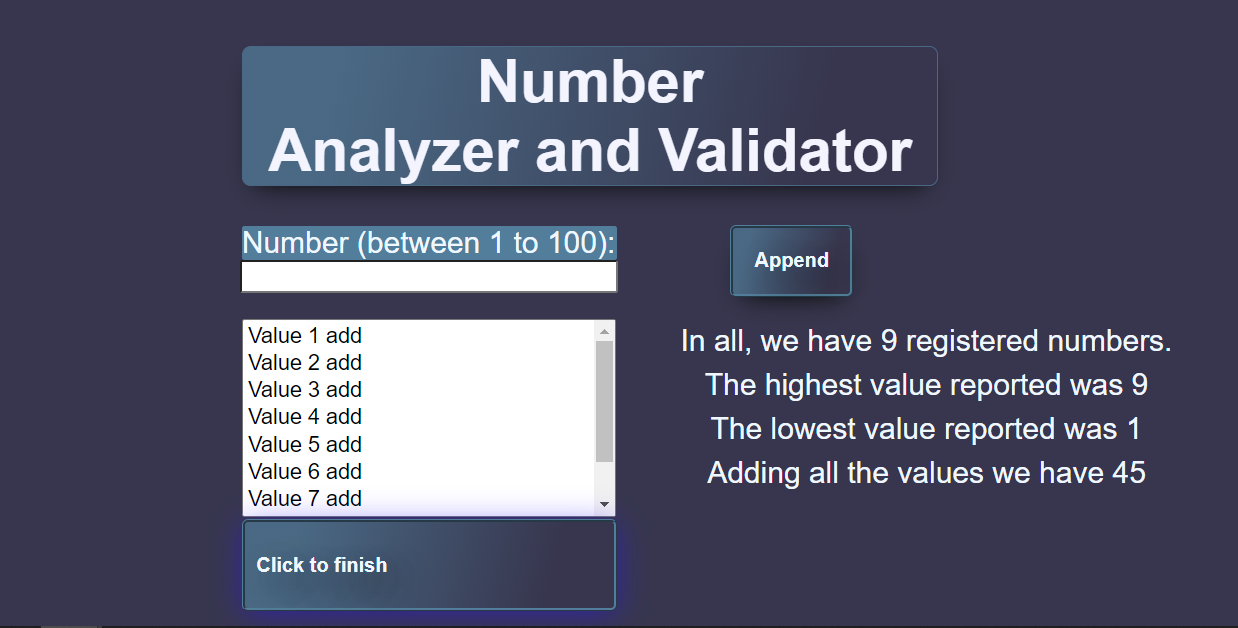 Number
Analyzer and Validator
Number (between 1 to 100):
Append
Value 1 add
Value 2 add
Value 3 add
Value 4 add
Value 5 add
Value 6 add
Value 7 add
Click to finish
In all, we have 9 registered numbers.
The highest value reported was 9
The lowest value reported was 1
Adding all the values we have 45